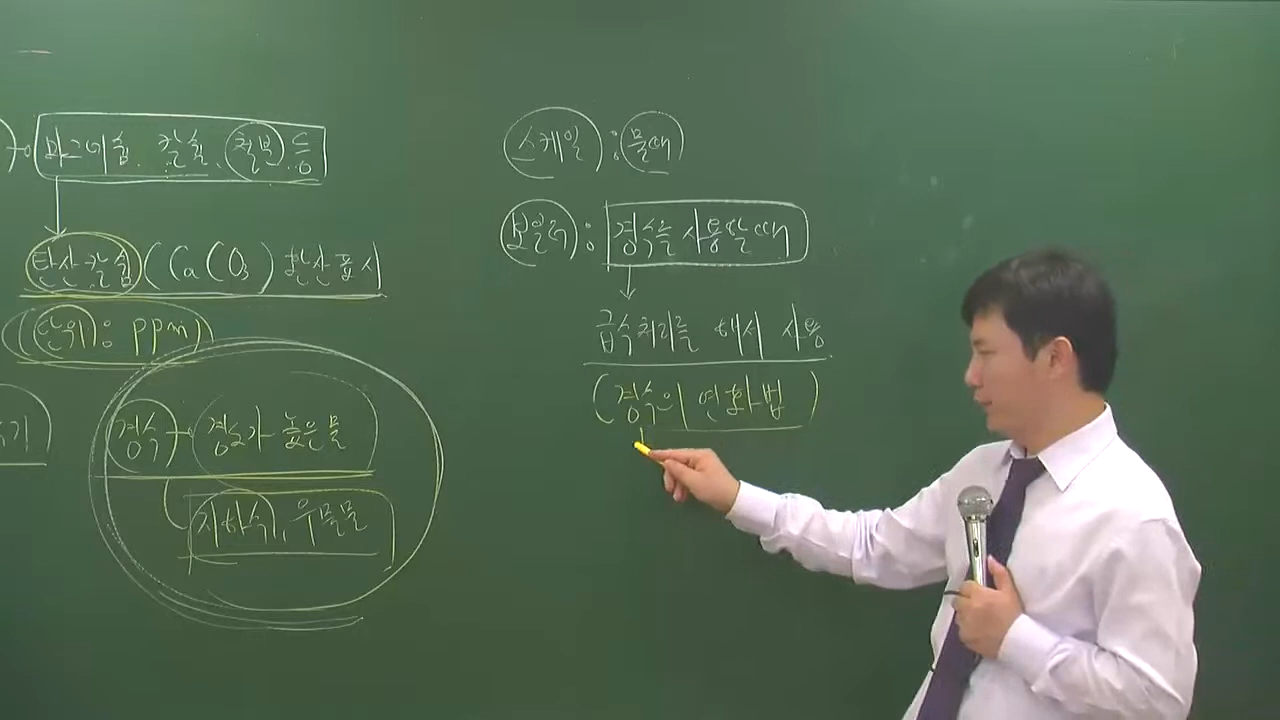 마그네슘, 칼슘, 철분 등
탄산칼슘 (CaCO₃) 환산표시
(단위: ppm)
경수 → 경도가 높은 물
지하수, 우물물
스케일 : 물때
보일러 : 경수를 사용할 때
급수처리를 해서 사용
(경수의 연화법)